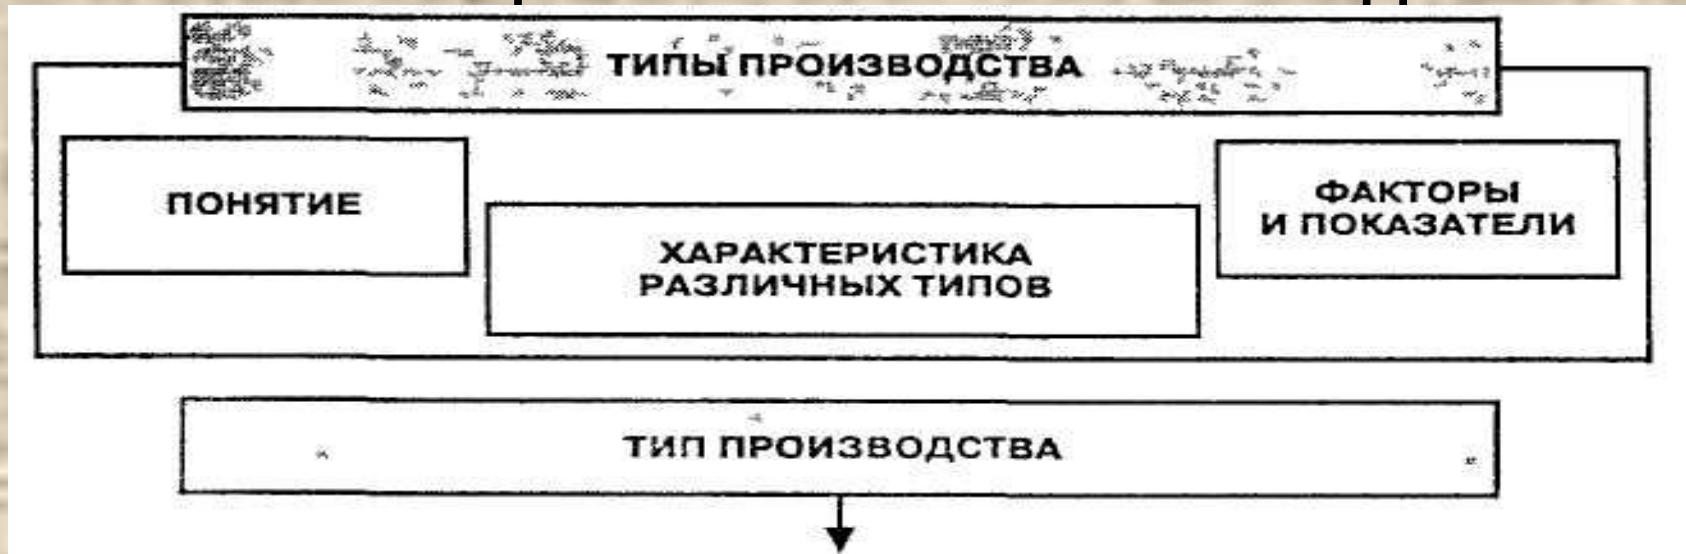 ТИПЫ ПРОИЗВОДСТВА
ПОНЯТИЕ
ХАРАКТЕРИСТИКА
РАЗЛИЧНЫХ ТИПОВ
ФАКТОРЫ
И ПОКАЗАТЕЛИ
ТИП ПРОИЗВОДСТВА